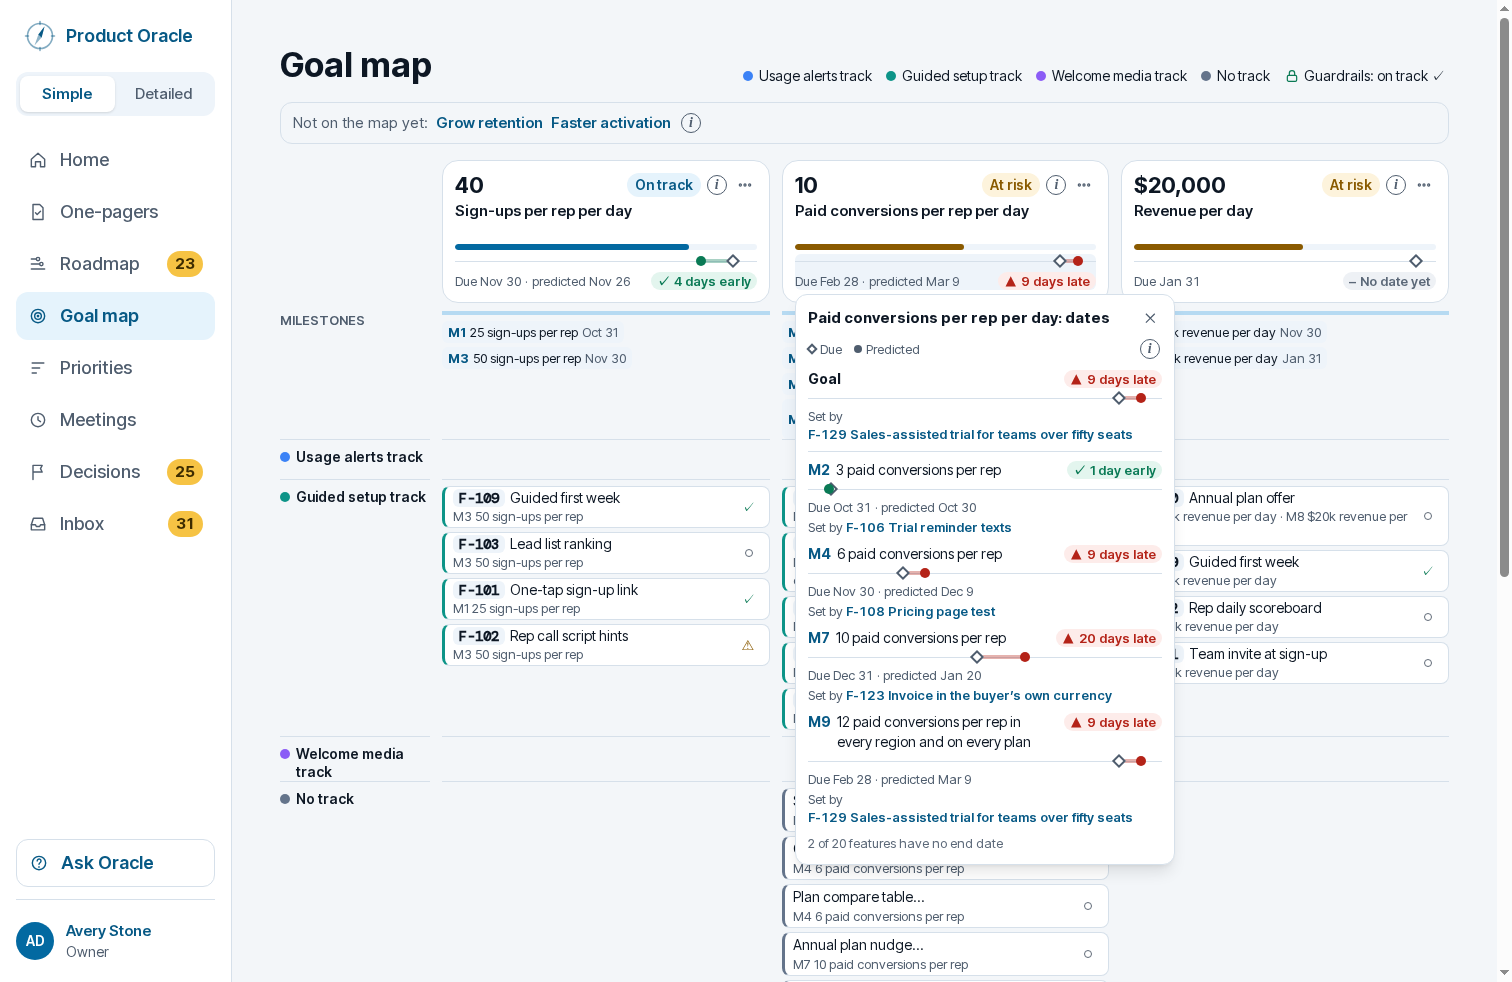 Product Oracle
Simple Detailed
Home
One-pagers
Roadmap 23
Goal map
Priorities
Meetings
Decisions 25
Inbox 31
Ask Oracle
AD Avery Stone
Owner
Goal map
Usage alerts track Guided setup track Welcome media track No track Guardrails: on track ✓
Not on the map yet: Grow retention Faster activation i
40 On track i •••
Sign-ups per rep per day
Due Nov 30 · predicted Nov 26 ✓ 4 days early
10 At risk i •••
Paid conversions per rep per day
Due Feb 28 · predicted Mar 9 ▲ 9 days late
$20,000 At risk i •••
Revenue per day
Due Jan 31 – No date yet
MILESTONES
M1 25 sign-ups per rep Oct 31
M3 50 sign-ups per rep Nov 30
k revenue per day Nov 30
k revenue per day Jan 31
Usage alerts track
Guided setup track
F-109 Guided first week ✓
M3 50 sign-ups per rep
F-103 Lead list ranking
M3 50 sign-ups per rep
F-101 One-tap sign-up link ✓
M1 25 sign-ups per rep
F-102 Rep call script hints ⚠
M3 50 sign-ups per rep
Annual plan offer
k revenue per day · M8 $20k revenue per
Guided first week ✓
k revenue per day
Rep daily scoreboard
k revenue per day
Team invite at sign-up
k revenue per day
Welcome media
track
No track
M4 6 paid conversions per rep
Plan compare table…
M4 6 paid conversions per rep
Annual plan nudge…
M7 10 paid conversions per rep
Paid conversions per rep per day: dates
Due Predicted i
Goal ▲ 9 days late
Set by
F-129 Sales-assisted trial for teams over fifty seats
M2 3 paid conversions per rep ✓ 1 day early
Due Oct 31 · predicted Oct 30
Set by F-106 Trial reminder texts
M4 6 paid conversions per rep ▲ 9 days late
Due Nov 30 · predicted Dec 9
Set by F-108 Pricing page test
M7 10 paid conversions per rep ▲ 20 days late
Due Dec 31 · predicted Jan 20
Set by F-123 Invoice in the buyer’s own currency
M9 12 paid conversions per rep in ▲ 9 days late
every region and on every plan
Due Feb 28 · predicted Mar 9
Set by
F-129 Sales-assisted trial for teams over fifty seats
2 of 20 features have no end date